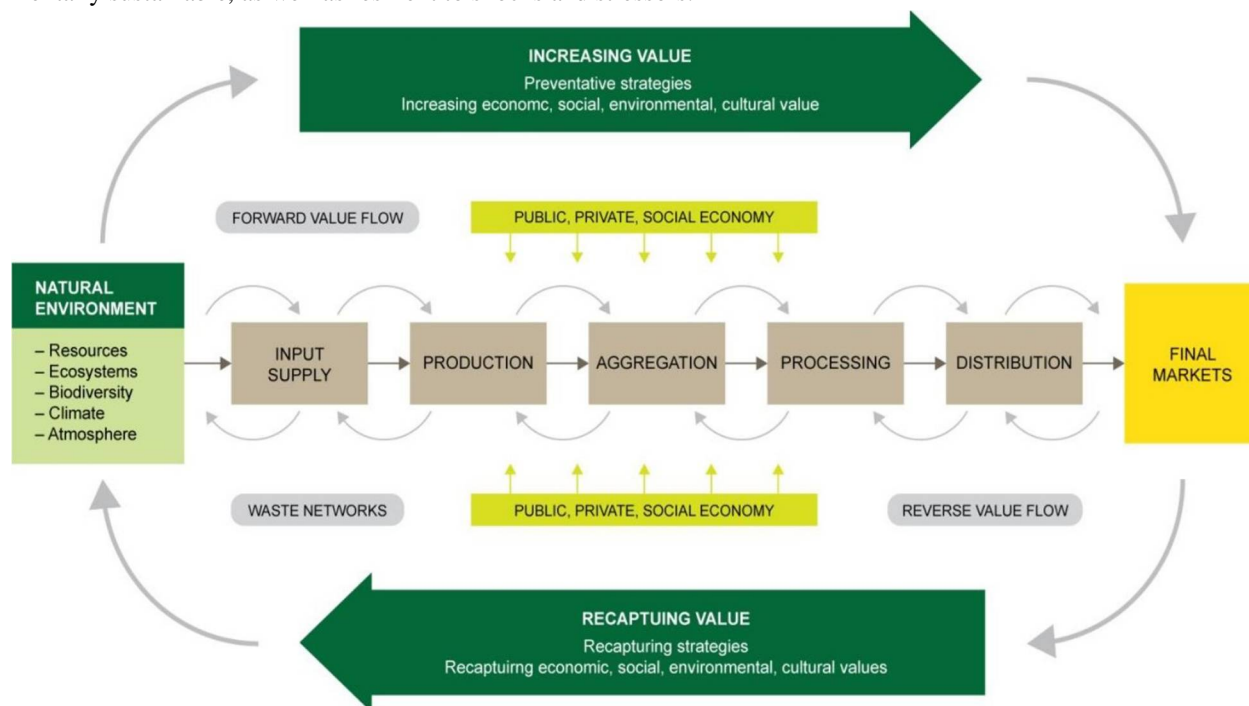 INCREASING VALUE
Preventative strategies
Increasing economc, social, environmental, cultural value
FORWARD VALUE FLOW
PUBLIC, PRIVATE, SOCIAL ECONOMY
NATURAL
ENVIRONMENT
– Resources
– Ecosystems
– Biodiversity
– Climate
– Atmosphere
INPUT
SUPPLY
PRODUCTION
AGGREGATION
PROCESSING
DISTRIBUTION
FINAL
MARKETS
WASTE NETWORKS
PUBLIC, PRIVATE, SOCIAL ECONOMY
REVERSE VALUE FLOW
RECAPTUING VALUE
Recapturing strategies
Recaptuirng economic, social, environmental, cultural values